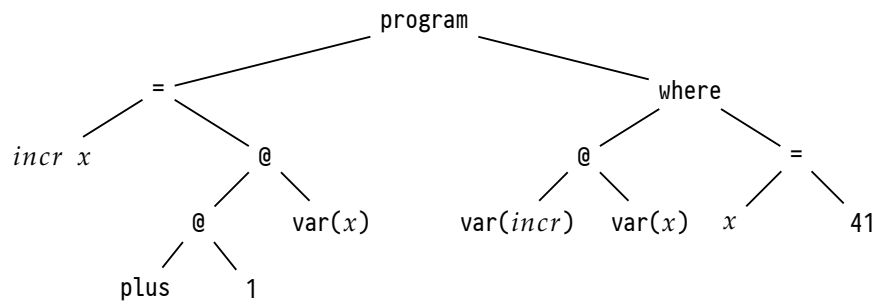 program
= where
incr x @ @ =
@ var(x) var(incr) var(x) x 41
plus 1